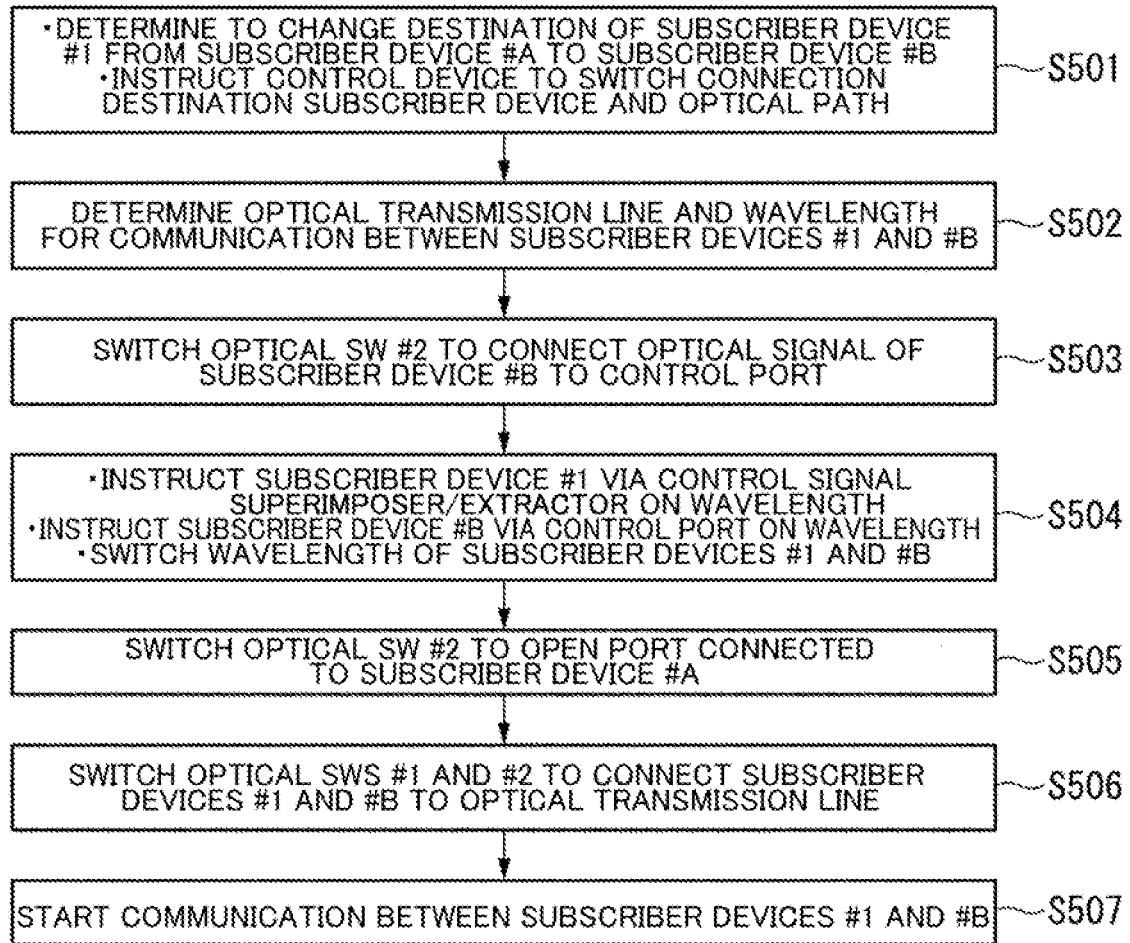 ・DETERMINE TO CHANGE DESTINATION OF SUBSCRIBER DEVICE
#1 FROM SUBSCRIBER DEVICE #A TO SUBSCRIBER DEVICE #B
・INSTRUCT CONTROL DEVICE TO SWITCH CONNECTION
DESTINATION SUBSCRIBER DEVICE AND OPTICAL PATH
S501
DETERMINE OPTICAL TRANSMISSION LINE AND WAVELENGTH
FOR COMMUNICATION BETWEEN SUBSCRIBER DEVICES #1 AND #B
S502
SWITCH OPTICAL SW #2 TO CONNECT OPTICAL SIGNAL OF
SUBSCRIBER DEVICE #B TO CONTROL PORT
S503
・INSTRUCT SUBSCRIBER DEVICE #1 VIA CONTROL SIGNAL
SUPERIMPOSER/EXTRACTOR ON WAVELENGTH
・INSTRUCT SUBSCRIBER DEVICE #B VIA CONTROL PORT ON WAVELENGTH
・SWITCH WAVELENGTH OF SUBSCRIBER DEVICES #1 AND #B
S504
SWITCH OPTICAL SW #2 TO OPEN PORT CONNECTED
TO SUBSCRIBER DEVICE #A
S505
SWITCH OPTICAL SWS #1 AND #2 TO CONNECT SUBSCRIBER
DEVICES #1 AND #B TO OPTICAL TRANSMISSION LINE
S506
START COMMUNICATION BETWEEN SUBSCRIBER DEVICES #1 AND #B
S507